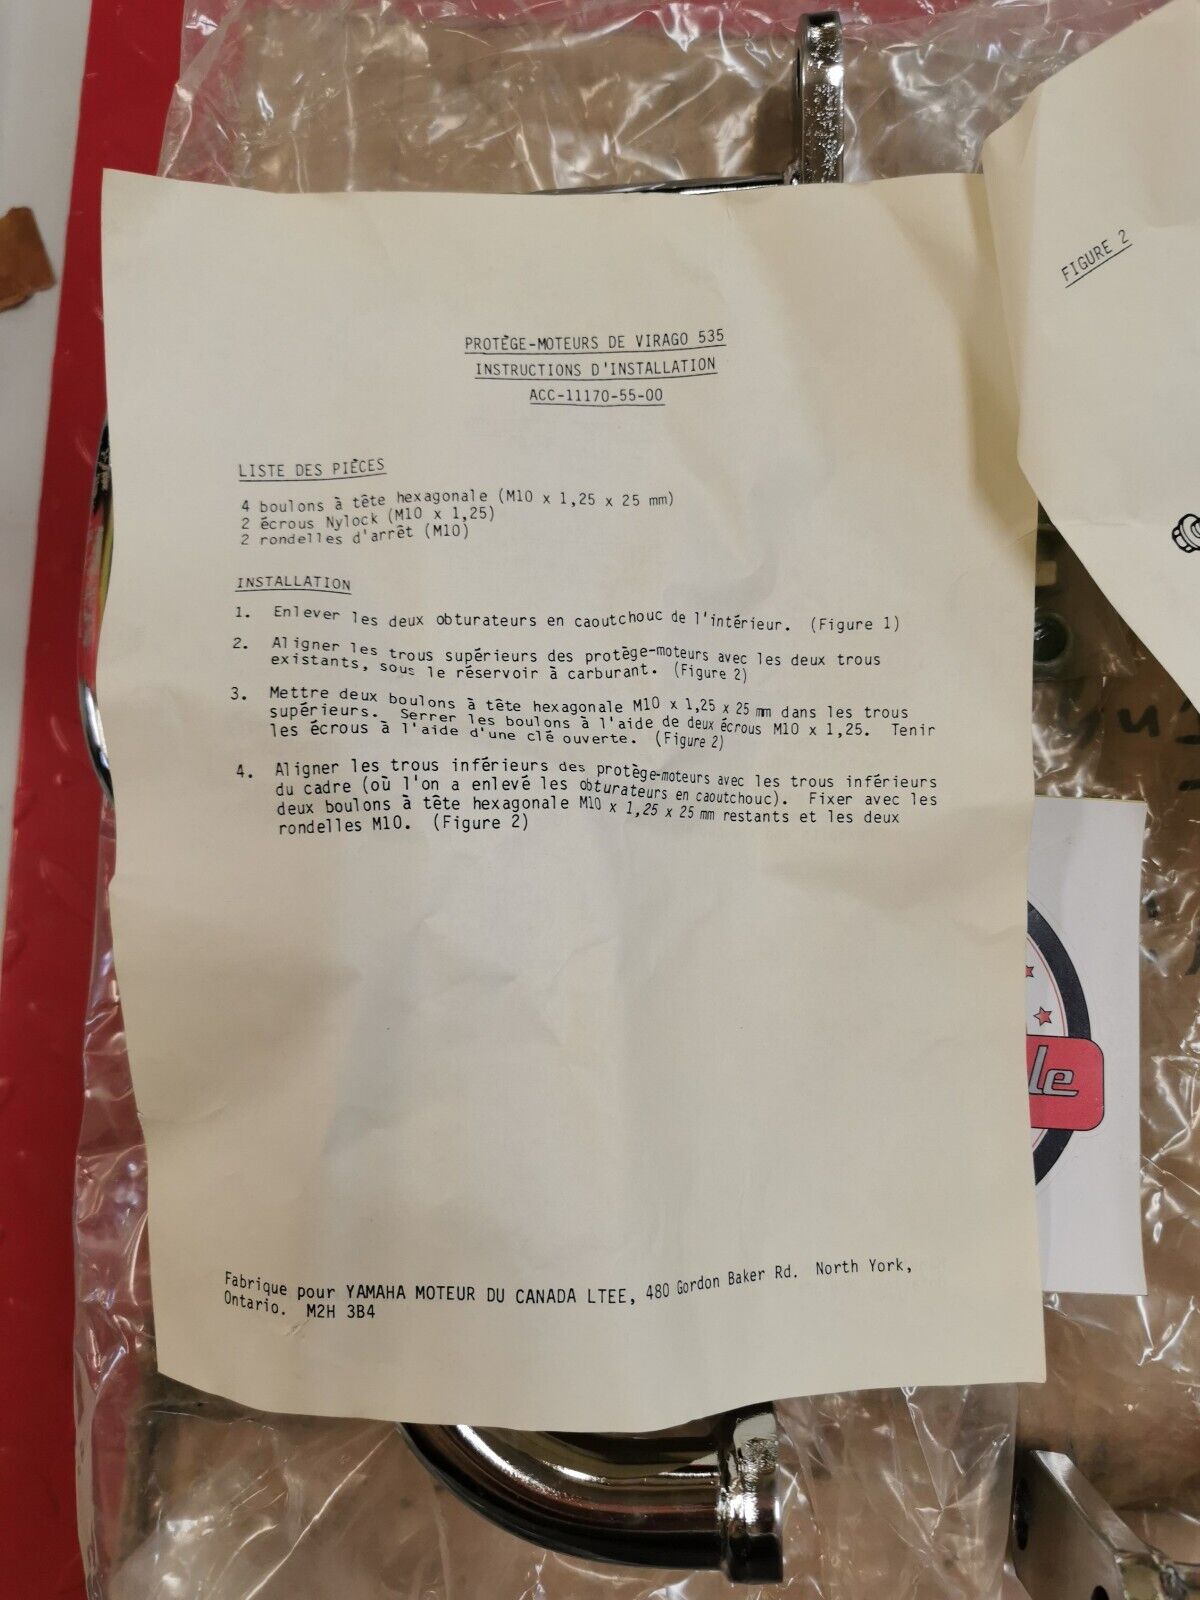 PROTÈGE-MOTEURS DE VIRAGO 535
INSTRUCTIONS D'INSTALLATION
ACC-11170-55-00
LISTE DES PIÈCES
4 boulons à tête hexagonale (M10 x 1,25 x 25 mm)
2 écrous Nylock (M10 x 1,25)
2 rondelles d'arrêt (M10)
INSTALLATION
1. Enlever les deux obturateurs en caoutchouc de l'intérieur. (Figure 1)
2. Aligner les trous supérieurs des protège-moteurs avec les deux trous
existants, sous le réservoir à carburant. (Figure 2)
3. Mettre deux boulons à tête hexagonale M10 x 1,25 x 25 mm dans les trous
supérieurs. Serrer les boulons à l'aide de deux écrous M10 x 1,25. Tenir
les écrous à l'aide d'une clé ouverte. (Figure 2)
4. Aligner les trous inférieurs des protège-moteurs avec les trous inférieurs
du cadre (où l'on a enlevé les obturateurs en caoutchouc). Fixer avec les
deux boulons à tête hexagonale M10 x 1,25 x 25 mm restants et les deux
rondelles M10. (Figure 2)
Fabrique pour YAMAHA MOTEUR DU CANADA LTEE, 480 Gordon Baker Rd. North York,
Ontario. M2H 3B4
FIGURE 2
le